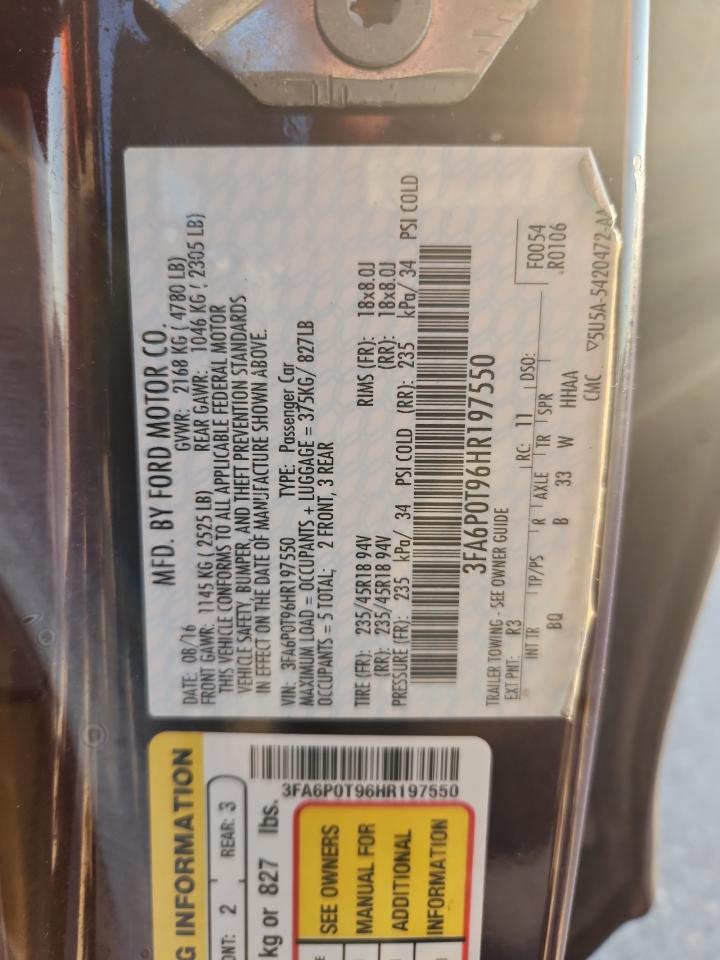 MFD. BY FORD MOTOR CO.
DATE: 08/16 GVWR: 2168 KG ( 4780 LB)
FRONT GAWR: 1145 KG ( 2525 LB) REAR GAWR: 1046 KG ( 2305 LB)
THIS VEHICLE CONFORMS TO ALL APPLICABLE FEDERAL MOTOR
VEHICLE SAFETY, BUMPER, AND THEFT PREVENTION STANDARDS
IN EFFECT ON THE DATE OF MANUFACTURE SHOWN ABOVE.
VIN: 3FA6P0T96HR197550 TYPE: Passenger Car
MAXIMUM LOAD = OCCUPANTS + LUGGAGE = 375KG/ 827LB
OCCUPANTS = 5 TOTAL; 2 FRONT, 3 REAR
TIRE (FR): 235/45R18 94V RIMS (FR): 18x8.0J
(RR): 235/45R18 94V (RR): 18x8.0J
PRESSURE (FR): 235 kPa/ 34 PSI COLD (RR): 235 kPa/ 34 PSI COLD
3FA6P0T96HR197550
TRAILER TOWING - SEE OWNER GUIDE
EXT PNT: R3 RC: 11 DSO: F0054
INT TR TP/PS R AXLE TR SPR R0106
BQ B 33 W HHAA
CMC ▽5U5A-5420472-AA
G INFORMATION
ONT: 2 REAR: 3
kg or 827 lbs.
3FA6P0T96HR197550
SEE OWNERS
MANUAL FOR
ADDITIONAL
INFORMATION